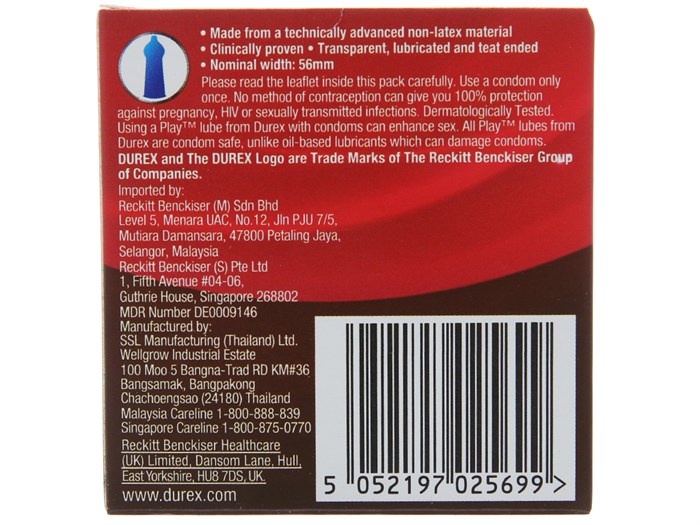 • Made from a technically advanced non-latex material
• Clinically proven • Transparent, lubricated and teat ended
• Nominal width: 56mm
Please read the leaflet inside this pack carefully. Use a condom only
once. No method of contraception can give you 100% protection
against pregnancy, HIV or sexually transmitted infections. Dermatologically Tested.
Using a Play™ lube from Durex with condoms can enhance sex. All Play™ lubes from
Durex are condom safe, unlike oil-based lubricants which can damage condoms.
DUREX and The DUREX Logo are Trade Marks of The Reckitt Benckiser Group
of Companies.
Imported by:
Reckitt Benckiser (M) Sdn Bhd
Level 5, Menara UAC, No.12, Jln PJU 7/5,
Mutiara Damansara, 47800 Petaling Jaya,
Selangor, Malaysia
Reckitt Benckiser (S) Pte Ltd
1, Fifth Avenue #04-06,
Guthrie House, Singapore 268802
MDR Number DE0009146
Manufactured by:
SSL Manufacturing (Thailand) Ltd.
Wellgrow Industrial Estate
100 Moo 5 Bangna-Trad RD KM#36
Bangsamak, Bangpakong
Chachoengsao (24180) Thailand
Malaysia Careline 1-800-888-839
Singapore Careline 1-800-875-0770
Reckitt Benckiser Healthcare
(UK) Limited, Dansom Lane, Hull,
East Yorkshire, HU8 7DS, UK.
www.durex.com
5 052197 025699 >